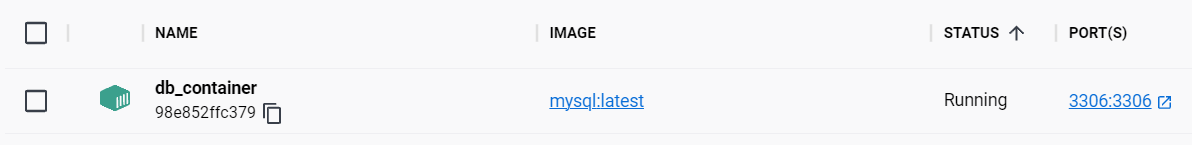 NAME IMAGE STATUS PORT(S)
db_container
98e852ffc379 mysql:latest Running 3306:3306